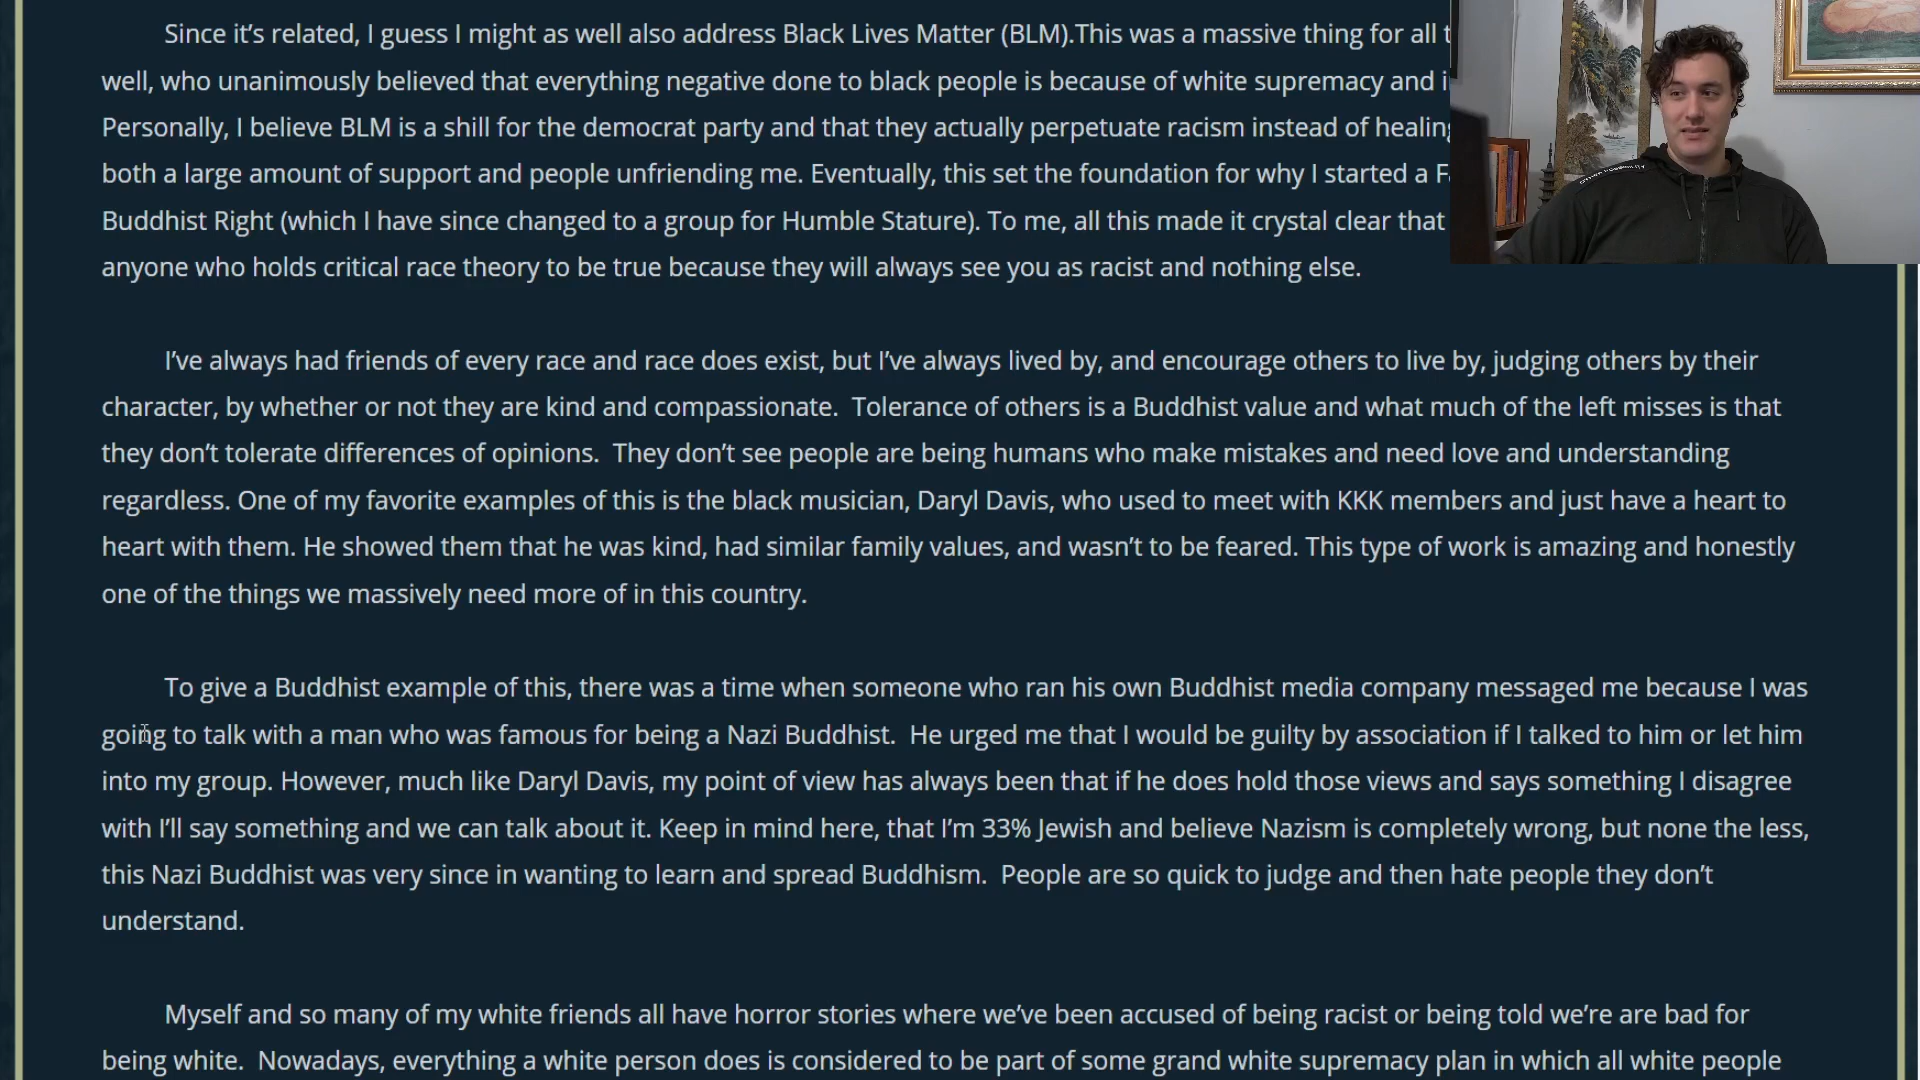 Since it's related, I guess I might as well also address Black Lives Matter (BLM).This was a massive thing for all
well, who unanimously believed that everything negative done to black people is because of white supremacy and
Personally, I believe BLM is a shill for the democrat party and that they actually perpetuate racism instead of healing
both a large amount of support and people unfriending me. Eventually, this set the foundation for why I started a
Buddhist Right (which I have since changed to a group for Humble Stature). To me, all this made it crystal clear that
anyone who holds critical race theory to be true because they will always see you as racist and nothing else.
I've always had friends of every race and race does exist, but I've always lived by, and encourage others to live by, judging others by their
character, by whether or not they are kind and compassionate. Tolerance of others is a Buddhist value and what much of the left misses is that
they don't tolerate differences of opinions. They don't see people are being humans who make mistakes and need love and understanding
regardless. One of my favorite examples of this is the black musician, Daryl Davis, who used to meet with KKK members and just have a heart to
heart with them. He showed them that he was kind, had similar family values, and wasn't to be feared. This type of work is amazing and honestly
one of the things we massively need more of in this country.
To give a Buddhist example of this, there was a time when someone who ran his own Buddhist media company messaged me because I was
going to talk with a man who was famous for being a Nazi Buddhist. He urged me that I would be guilty by association if I talked to him or let him
into my group. However, much like Daryl Davis, my point of view has always been that if he does hold those views and says something I disagree
with I'll say something and we can talk about it. Keep in mind here, that I'm 33% Jewish and believe Nazism is completely wrong, but none the less,
this Nazi Buddhist was very since in wanting to learn and spread Buddhism. People are so quick to judge and then hate people they don't
understand.
Myself and so many of my white friends all have horror stories where we've been accused of being racist or being told we're are bad for
being white. Nowadays, everything a white person does is considered to be part of some grand white supremacy plan in which all white people